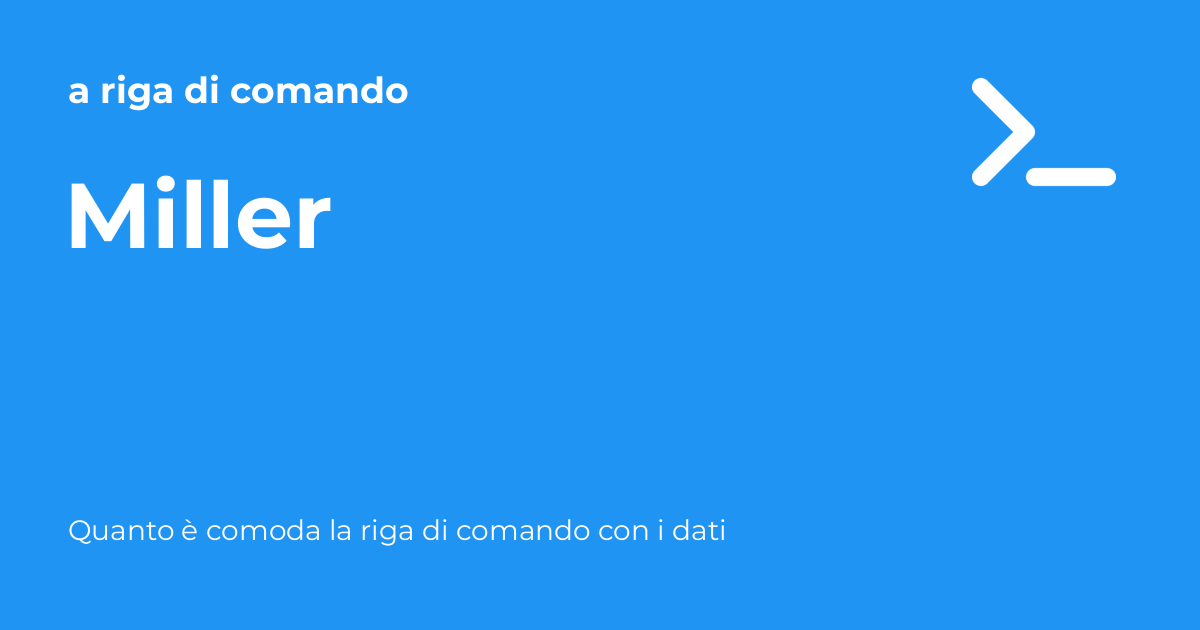 a riga di comando
Miller
Quanto è comoda la riga di comando con i dati